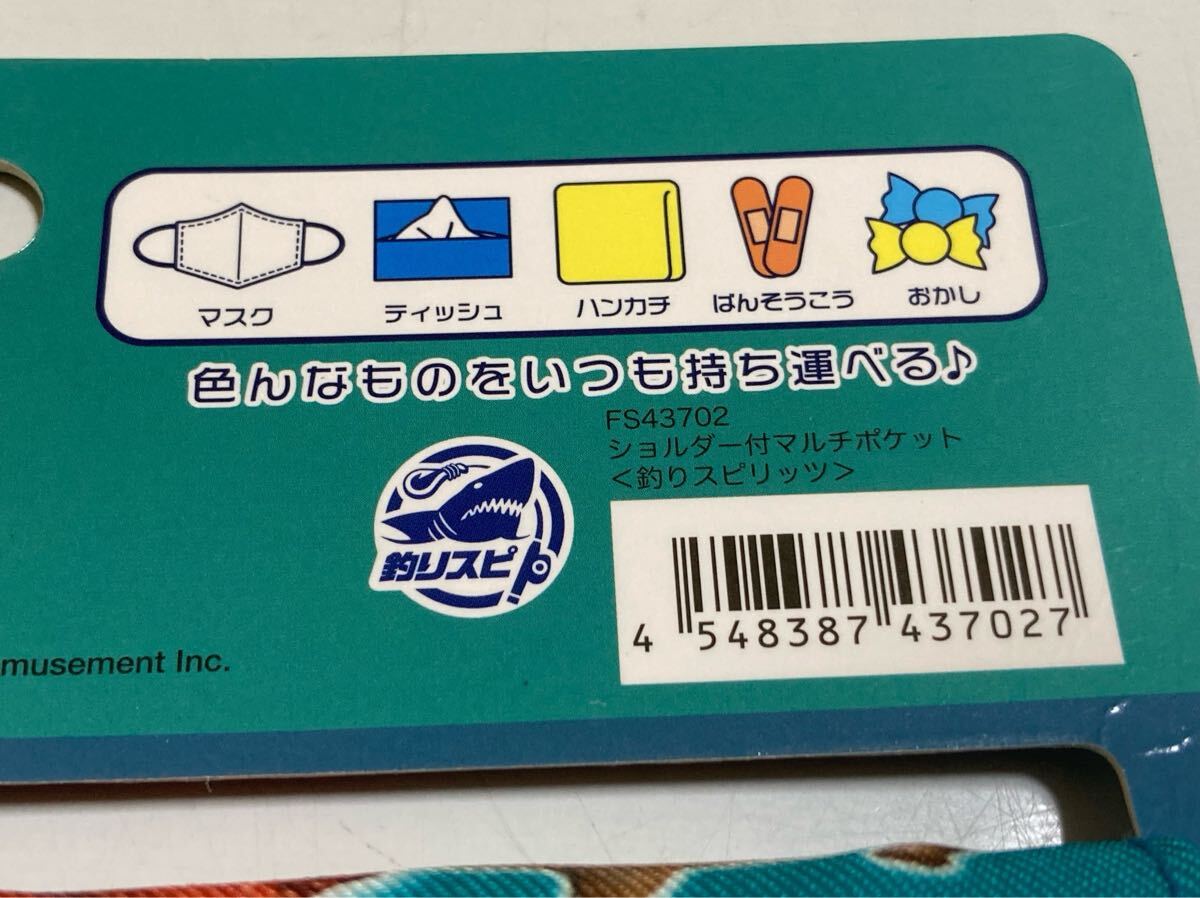 マスク
ティッシュ
ハンカチ
ばんそうこう
おかし
色んなものをいつも持ち運べる♪
FS43702
ショルダー付マルチポケット
<釣りスピリッツ>
釣りスピ
4 548387 437027
musement Inc.